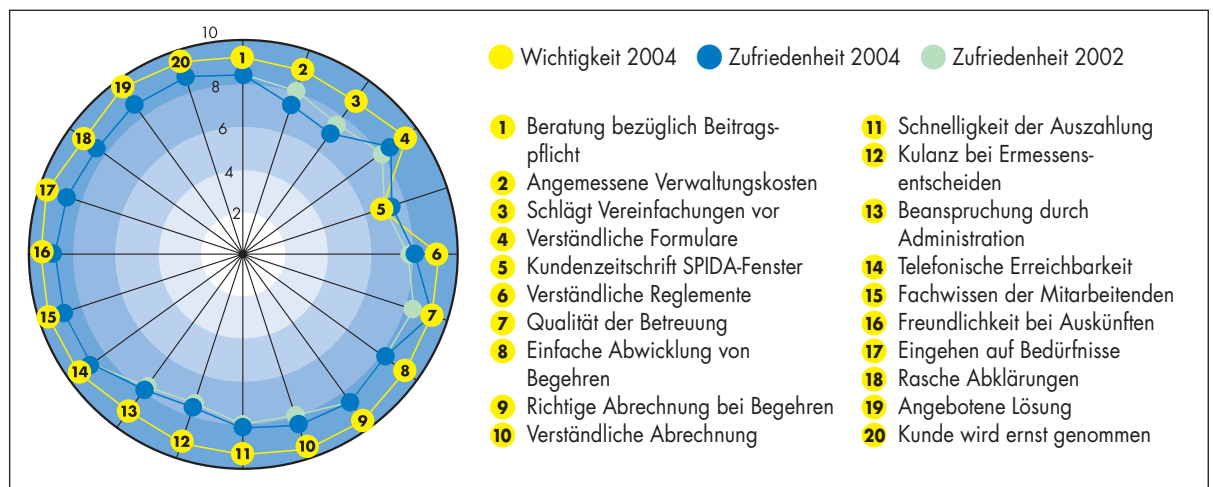 10
8
6
4
2
1
2
3
4
5
6
7
8
9
10
11
12
13
14
15
16
17
18
19
20
Wichtigkeit 2004 Zufriedenheit 2004 Zufriedenheit 2002
1 Beratung bezüglich Beitrags-
pflicht
2 Angemessene Verwaltungskosten
3 Schlägt Vereinfachungen vor
4 Verständliche Formulare
5 Kundenzeitschrift SPIDA-Fenster
6 Verständliche Reglemente
7 Qualität der Betreuung
8 Einfache Abwicklung von
Begehren
9 Richtige Abrechnung bei Begehren
10 Verständliche Abrechnung
11 Schnelligkeit der Auszahlung
12 Kulanz bei Ermessens-
entscheiden
13 Beanspruchung durch
Administration
14 Telefonische Erreichbarkeit
15 Fachwissen der Mitarbeitenden
16 Freundlichkeit bei Auskünften
17 Eingehen auf Bedürfnisse
18 Rasche Abklärungen
19 Angebotene Lösung
20 Kunde wird ernst genommen